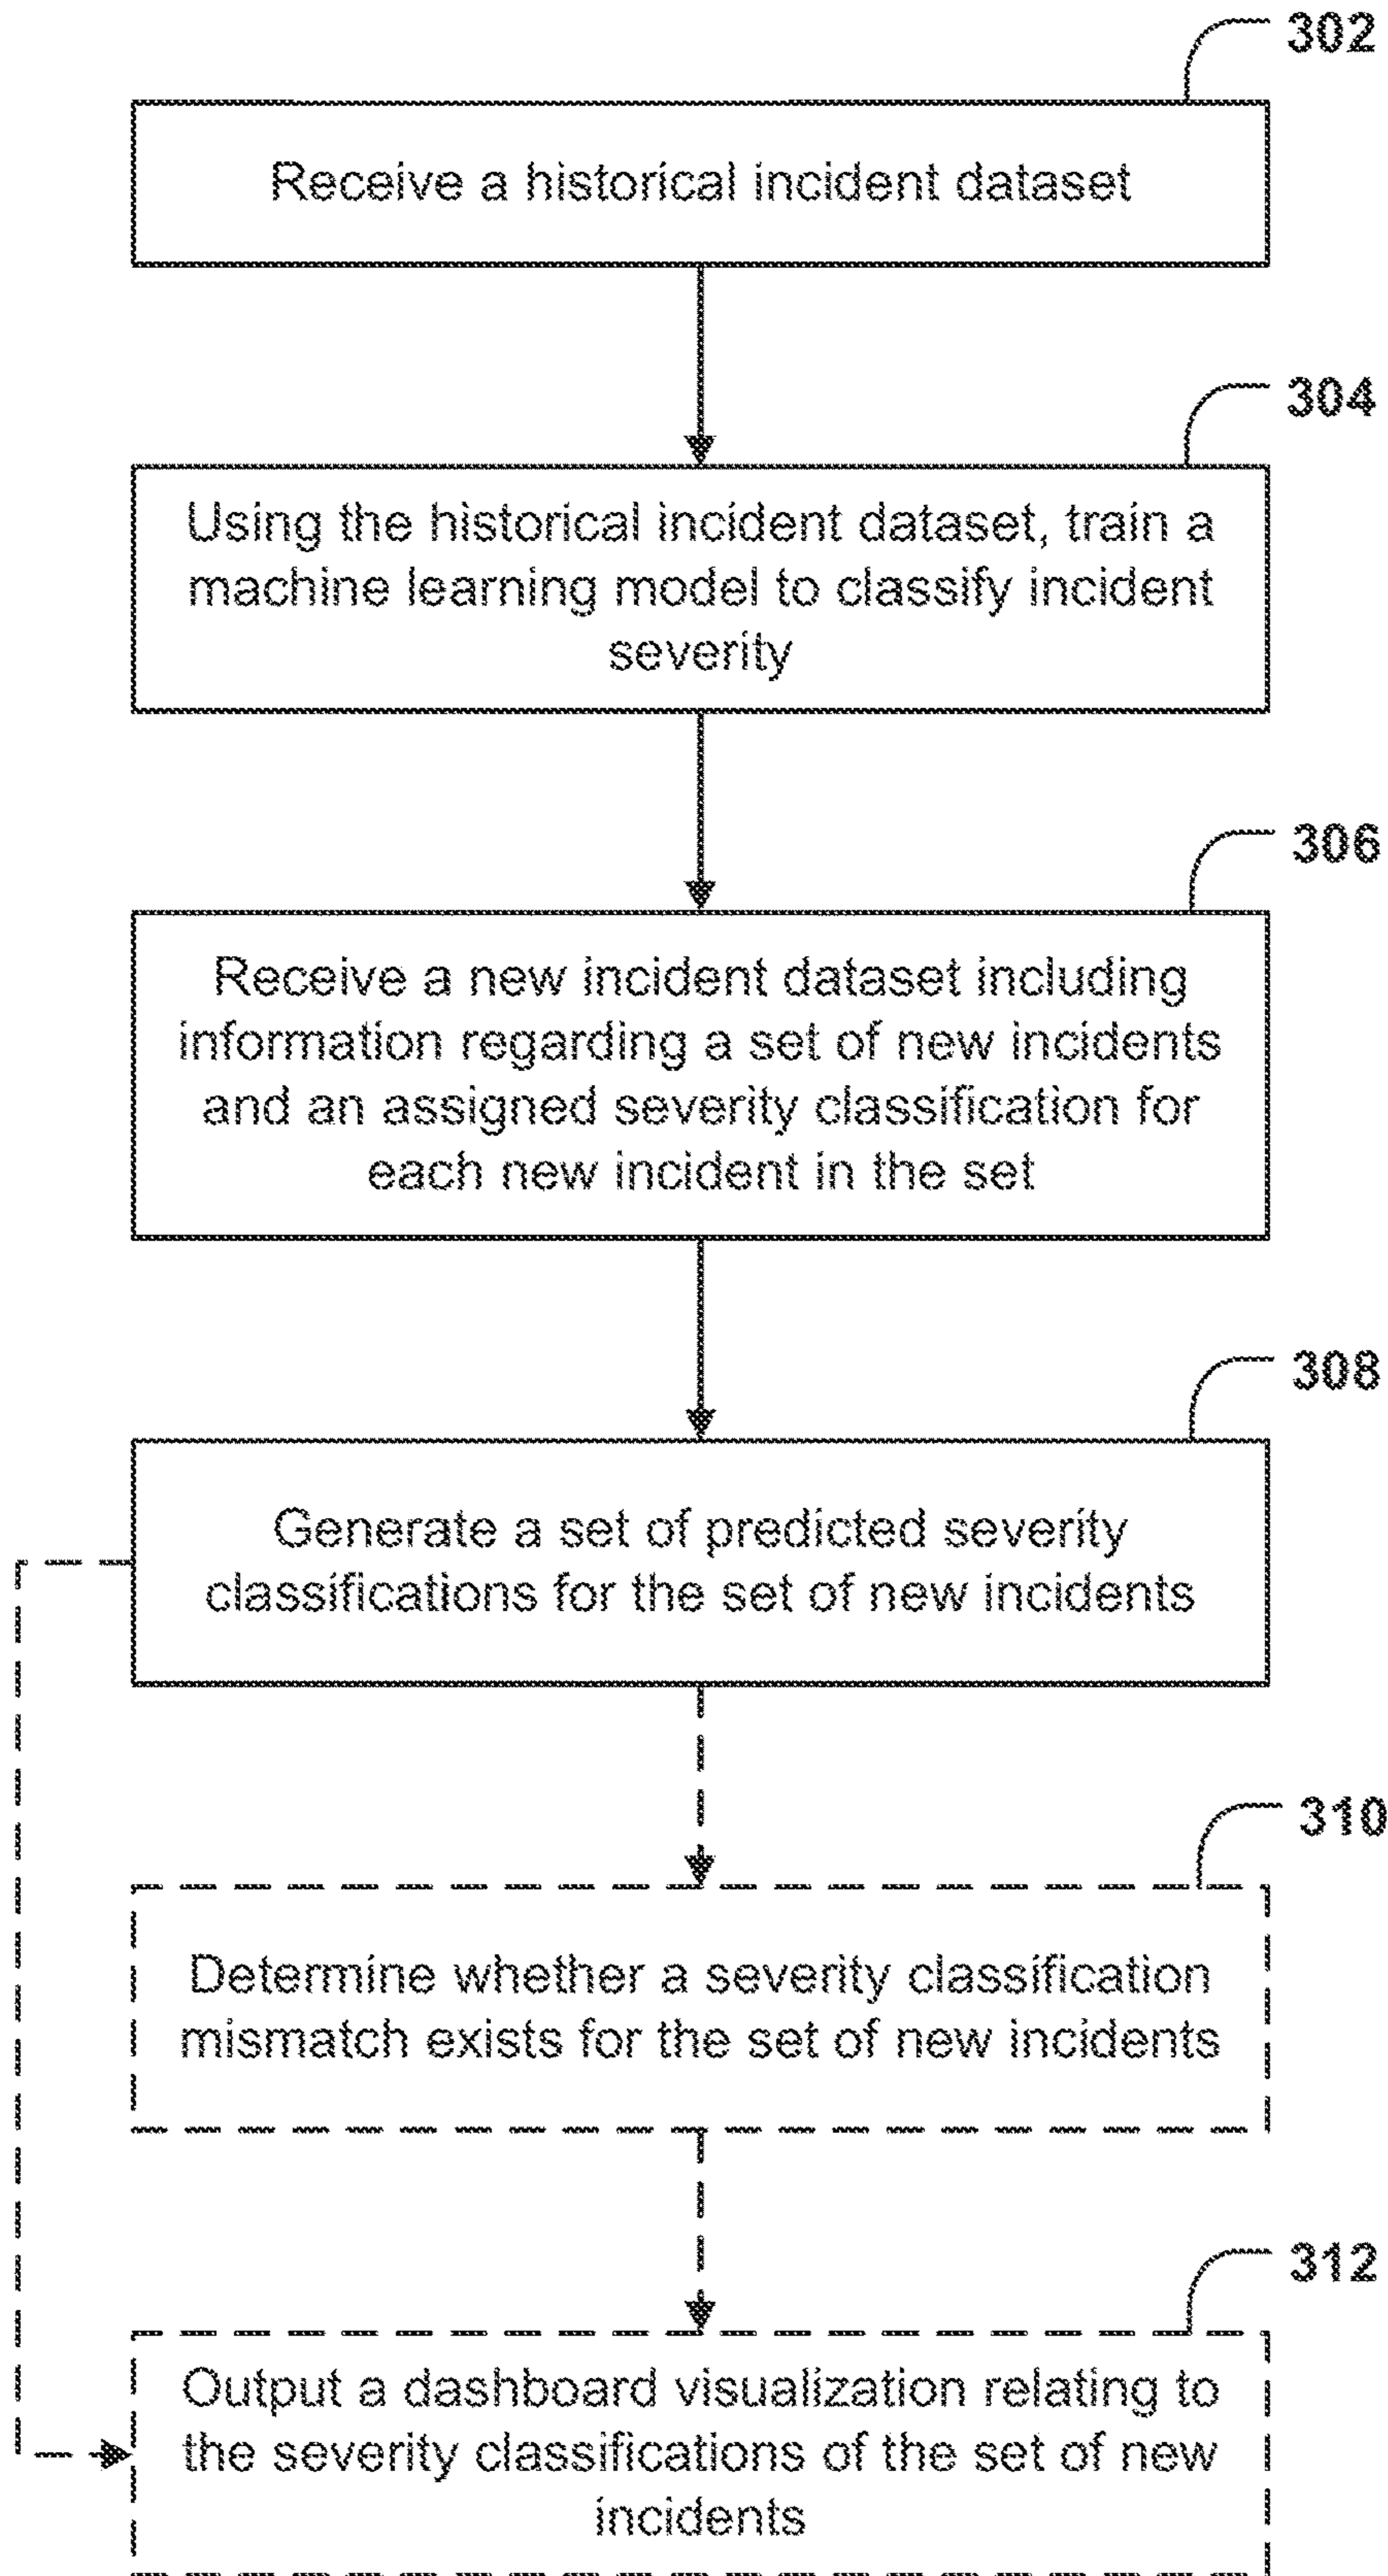 302
Receive a historical incident dataset
304
Using the historical incident dataset, train a
machine learning model to classify incident
severity
306
Receive a new incident dataset including
information regarding a set of new incidents
and an assigned severity classification for
each new incident in the set
308
Generate a set of predicted severity
classifications for the set of new incidents
310
Determine whether a severity classification
mismatch exists for the set of new incidents
312
Output a dashboard visualization relating to
the severity classifications of the set of new
incidents